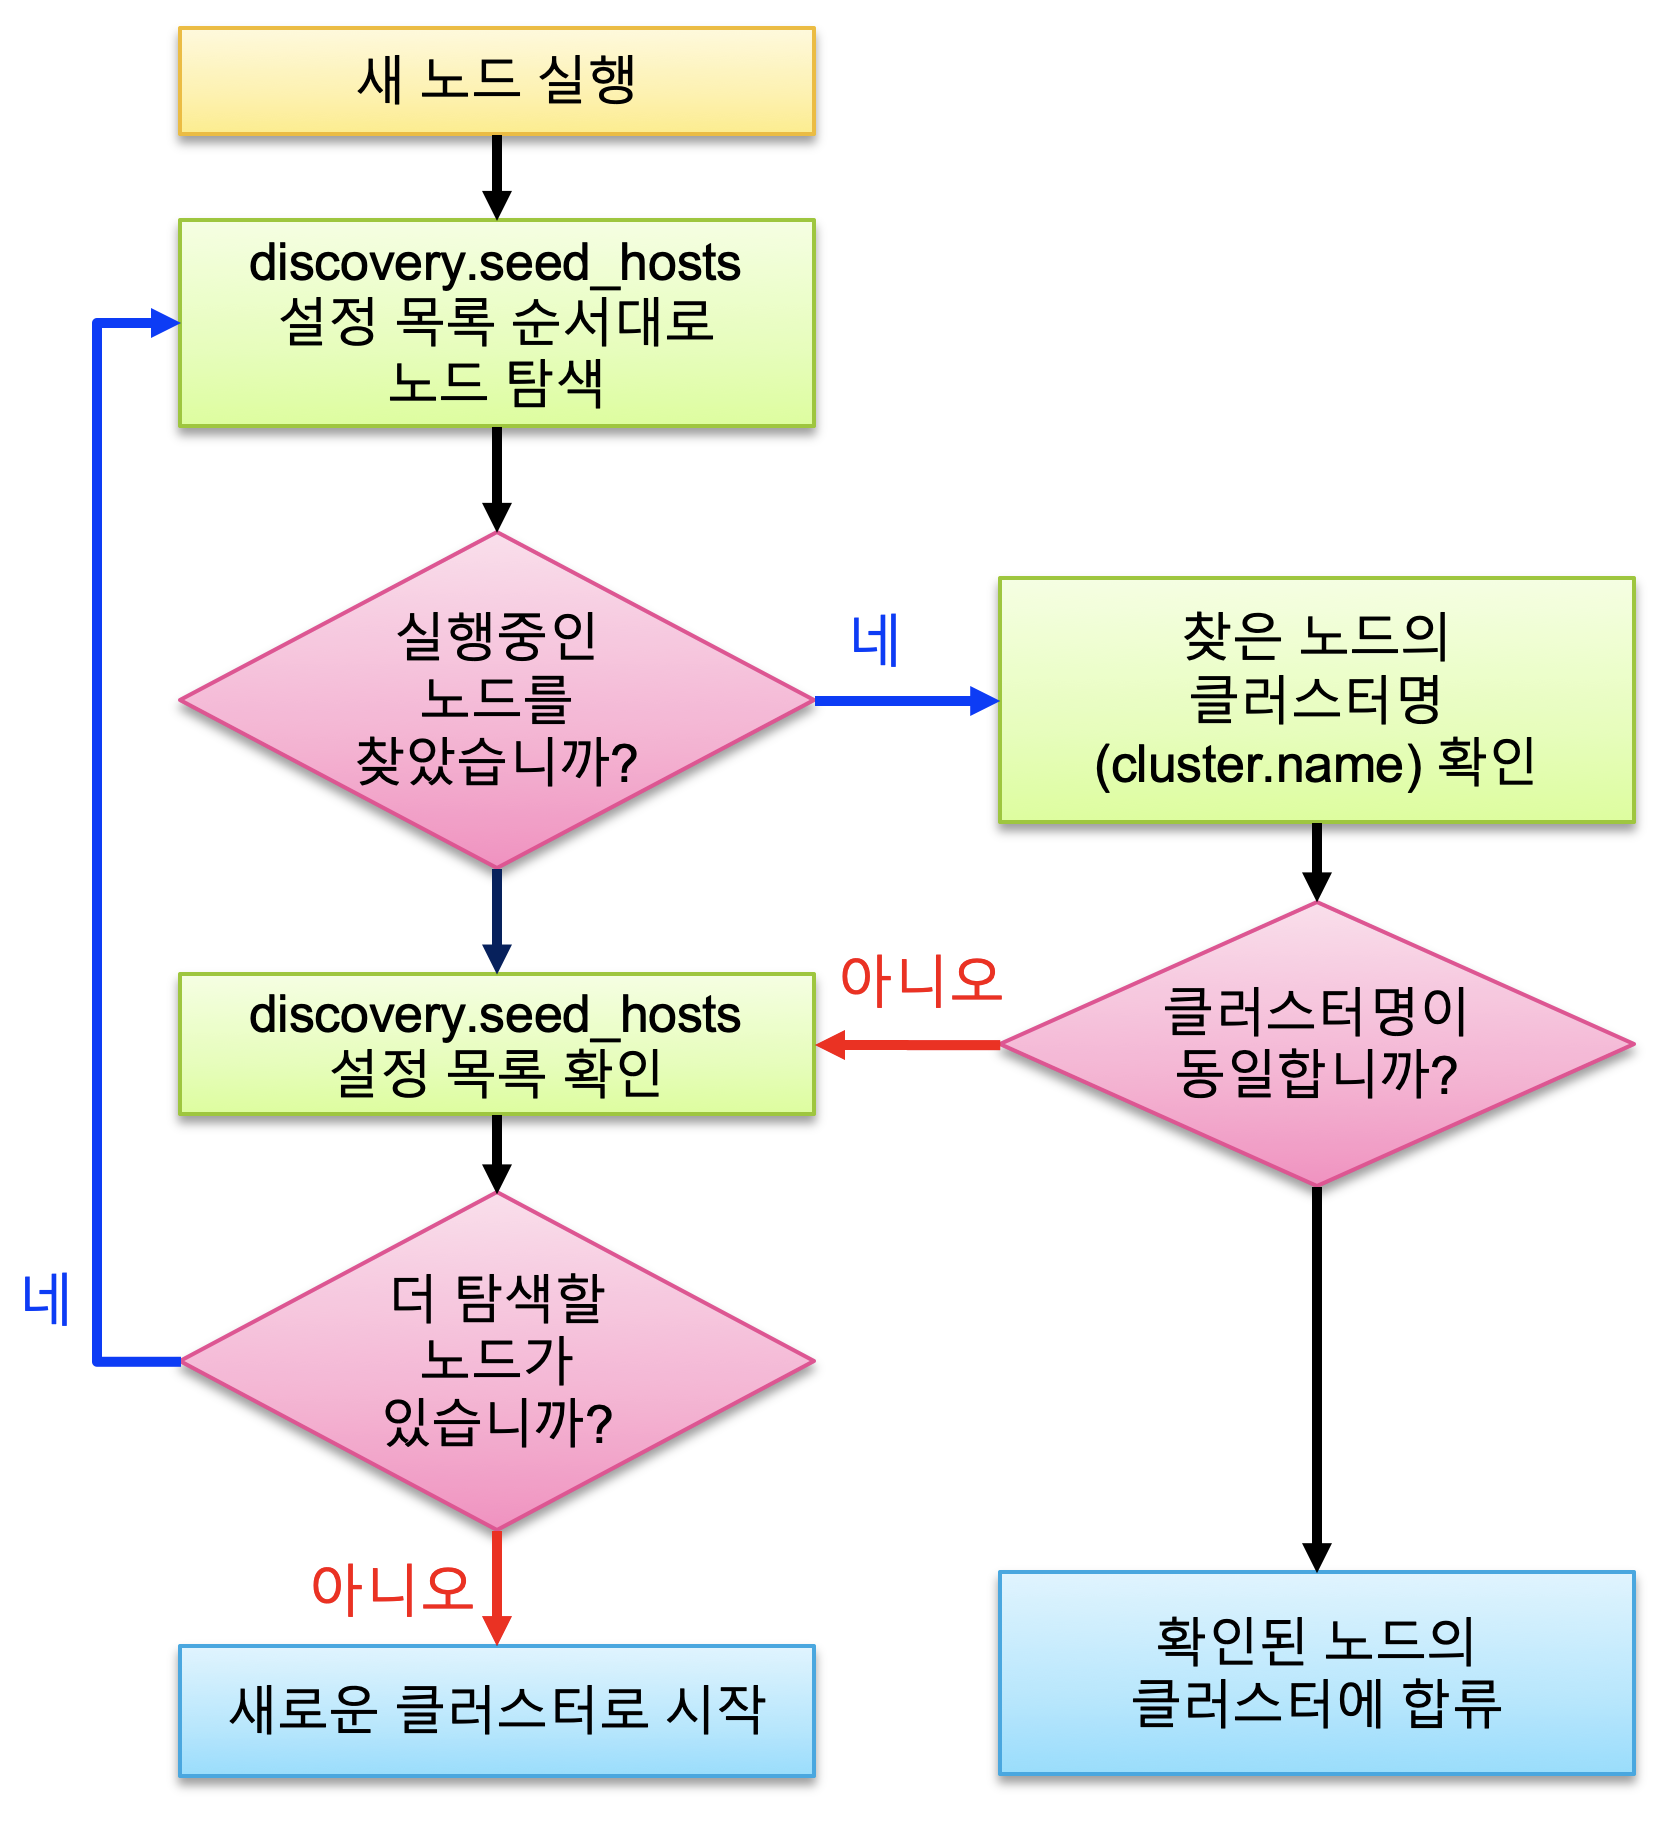 새 노드 실행
discovery.seed_hosts
설정 목록 순서대로
노드 탐색
실행중인
노드를
찾았습니까?
네
찾은 노드의
클러스터명
(cluster.name) 확인
아니오
클러스터명이
동일합니까?
discovery.seed_hosts
설정 목록 확인
네
더 탐색할
노드가
있습니까?
아니오
새로운 클러스터로 시작
확인된 노드의
클러스터에 합류